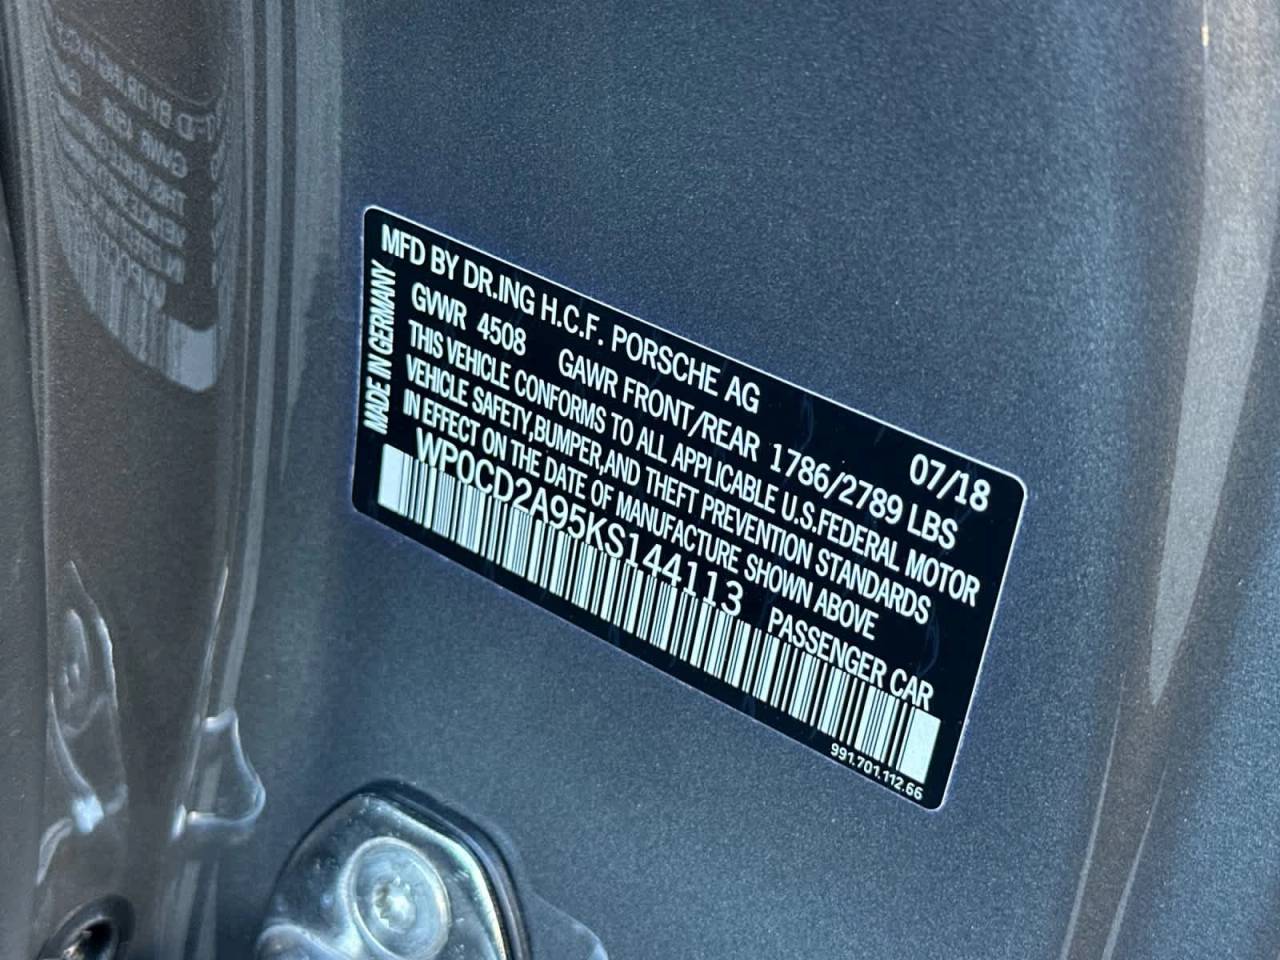 MFD BY DR.ING H.C.F. PORSCHE AG 07/18
MADE IN GERMANY
GVWR 4508 GAWR FRONT/REAR 1786/2789 LBS
THIS VEHICLE CONFORMS TO ALL APPLICABLE U.S.FEDERAL MOTOR
VEHICLE SAFETY,BUMPER,AND THEFT PREVENTION STANDARDS
IN EFFECT ON THE DATE OF MANUFACTURE SHOWN ABOVE
WP0CD2A95KS144113 PASSENGER CAR
991.701.112.66